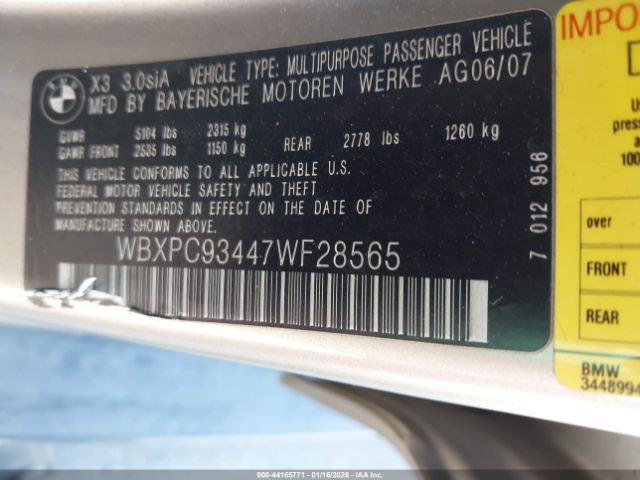 BMW
X3 3.0siA VEHICLE TYPE: MULTIPURPOSE PASSENGER VEHICLE
MFD BY BAYERISCHE MOTOREN WERKE AG06/07
GVWR 5104 lbs 2315 kg
GAWR FRONT 2535 lbs 1150 kg REAR 2778 lbs 1260 kg
THIS VEHICLE CONFORMS TO ALL APPLICABLE U.S.
FEDERAL MOTOR VEHICLE SAFETY AND THEFT
PREVENTION STANDARDS IN EFFECT ON THE DATE OF
MANUFACTURE SHOWN ABOVE.
WBXPC93447WF28565
7 012 956
IMPO
over
FRONT
REAR
BMW
3448994
000-44165771 - 01/16/2026 - IAAI, Inc.